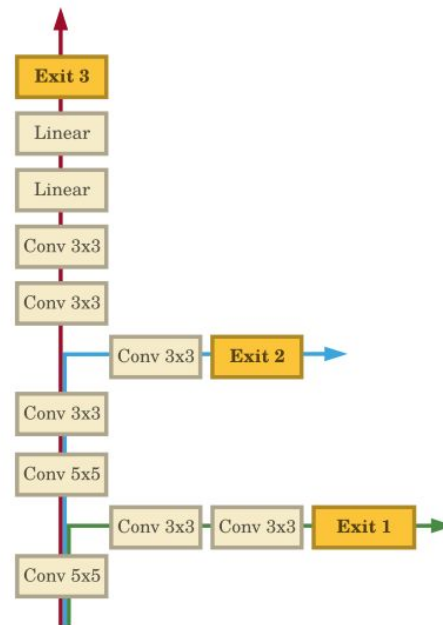 Exit 3
Linear
Linear
Conv 3x3
Conv 3x3
Conv 3x3
Exit 2
Conv 3x3
Conv 5x5
Conv 3x3
Conv 3x3
Exit 1
Conv 5x5